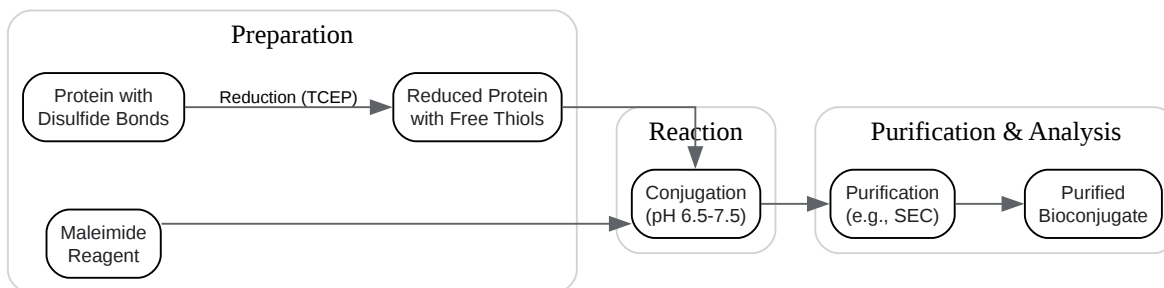 Preparation
Protein with
Disulfide Bonds
Reduction (TCEP)
Reduced Protein
with Free Thiols
Maleimide
Reagent
Reaction
Conjugation
(pH 6.5-7.5)
Purification & Analysis
Purification
(e.g., SEC)
Purified
Bioconjugate